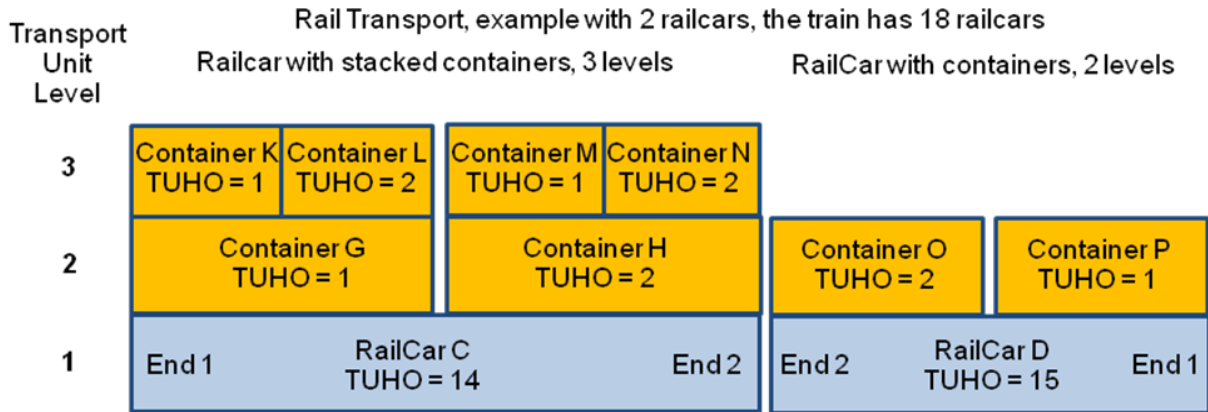 Rail Transport, example with 2 railcars, the train has 18 railcars
Transport
Unit
Level
Railcar with stacked containers, 3 levels
RailCar with containers, 2 levels
3
Container K
TUHO = 1
Container L
TUHO = 2
Container M
TUHO = 1
Container N
TUHO = 2
2
Container G
TUHO = 1
Container H
TUHO = 2
Container O
TUHO = 2
Container P
TUHO = 1
1
End 1
RailCar C
TUHO = 14
End 2
End 2
RailCar D
TUHO = 15
End 1